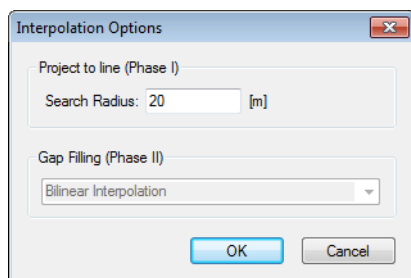 Interpolation Options
Project to line (Phase I)
Search Radius: 20 [m]
Gap Filling (Phase II)
Bilinear Interpolation
OK Cancel